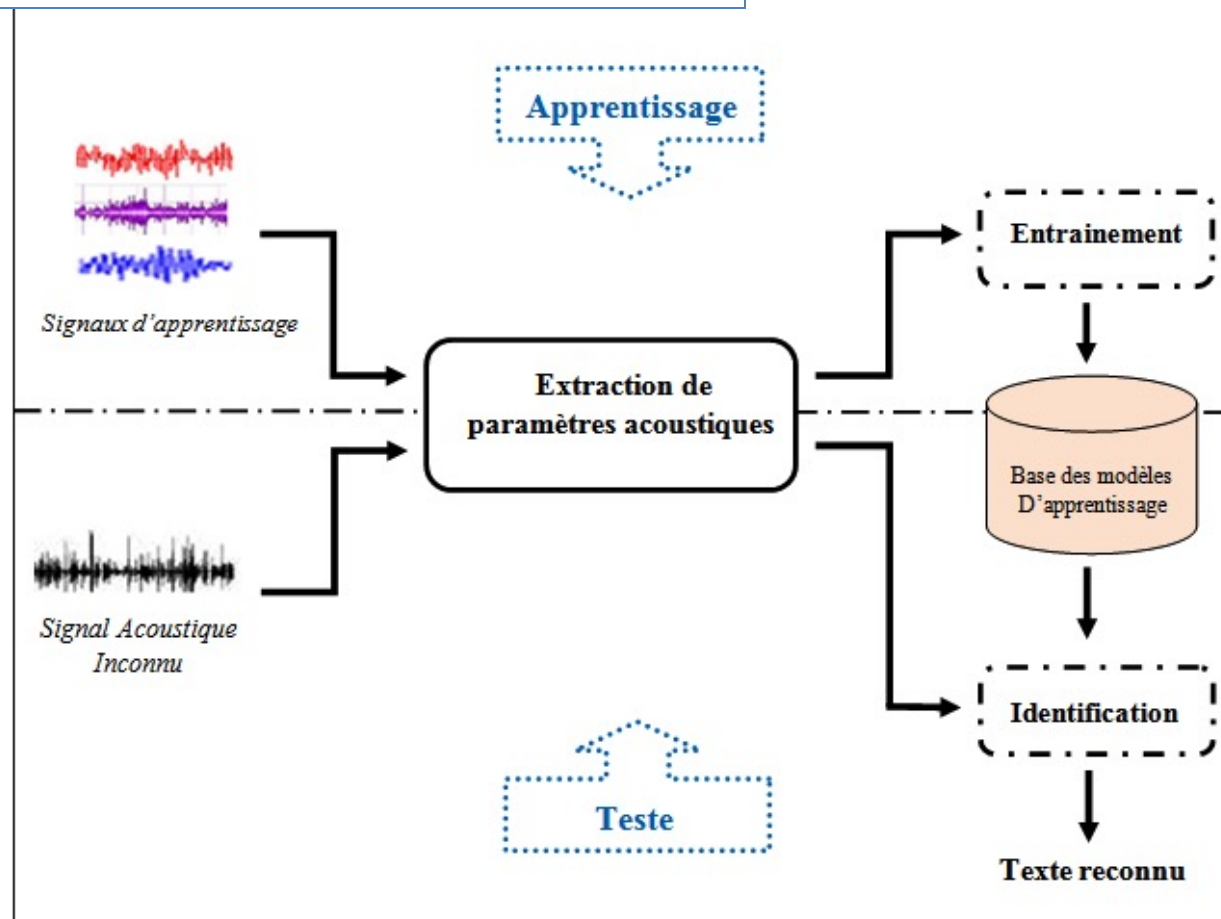 Apprentissage
Entrainement
Signaux d’apprentissage
Extraction de
paramètres acoustiques
Base des modèles
D’apprentissage
Signal Acoustique
Inconnu
Identification
Teste
Texte reconnu